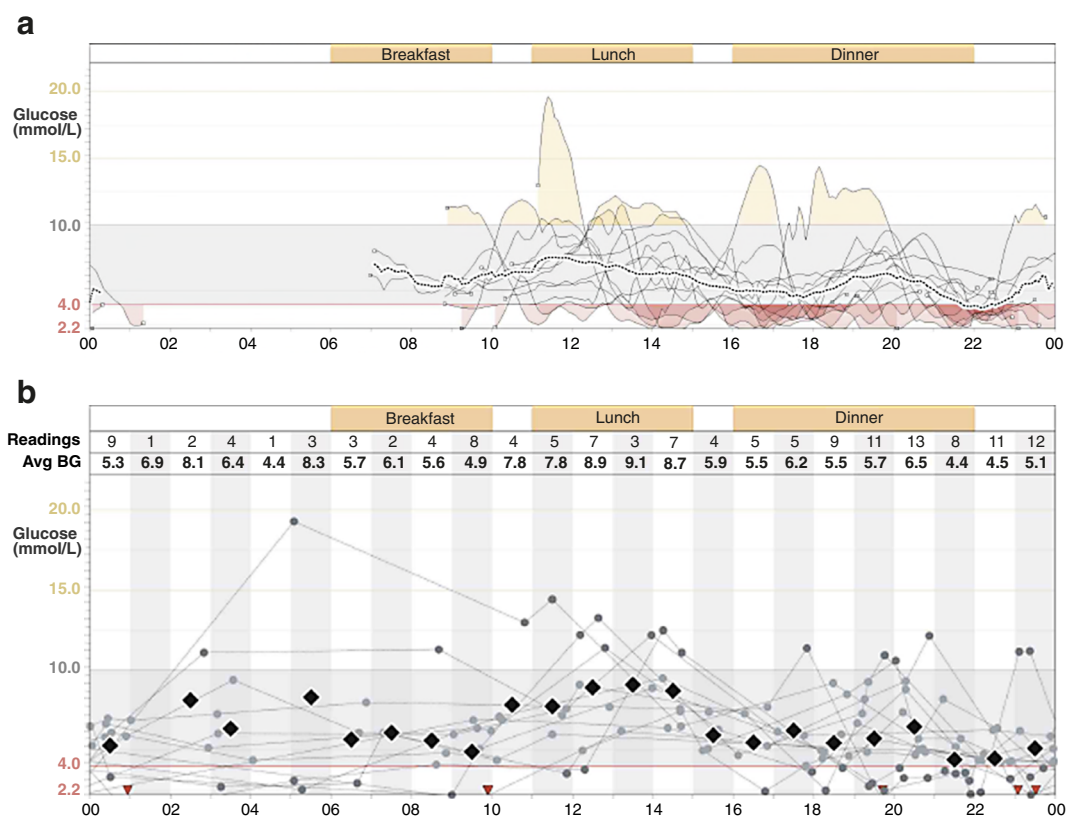 a
Breakfast Lunch Dinner
20.0
Glucose
(mmol/L)
15.0
10.0
4.0
2.2
00 02 04 06 08 10 12 14 16 18 20 22 00
b
Breakfast Lunch Dinner
Readings 9 1 2 4 1 3 3 2 4 8 4 5 7 3 7 4 5 5 9 11 13 8 11 12
Avg BG 5.3 6.9 8.1 6.4 4.4 8.3 5.7 6.1 5.6 4.9 7.8 7.8 8.9 9.1 8.7 5.9 5.5 6.2 5.5 5.7 6.5 4.4 4.5 5.1
20.0
Glucose
(mmol/L)
15.0
10.0
4.0
2.2
00 02 04 06 08 10 12 14 16 18 20 22 00